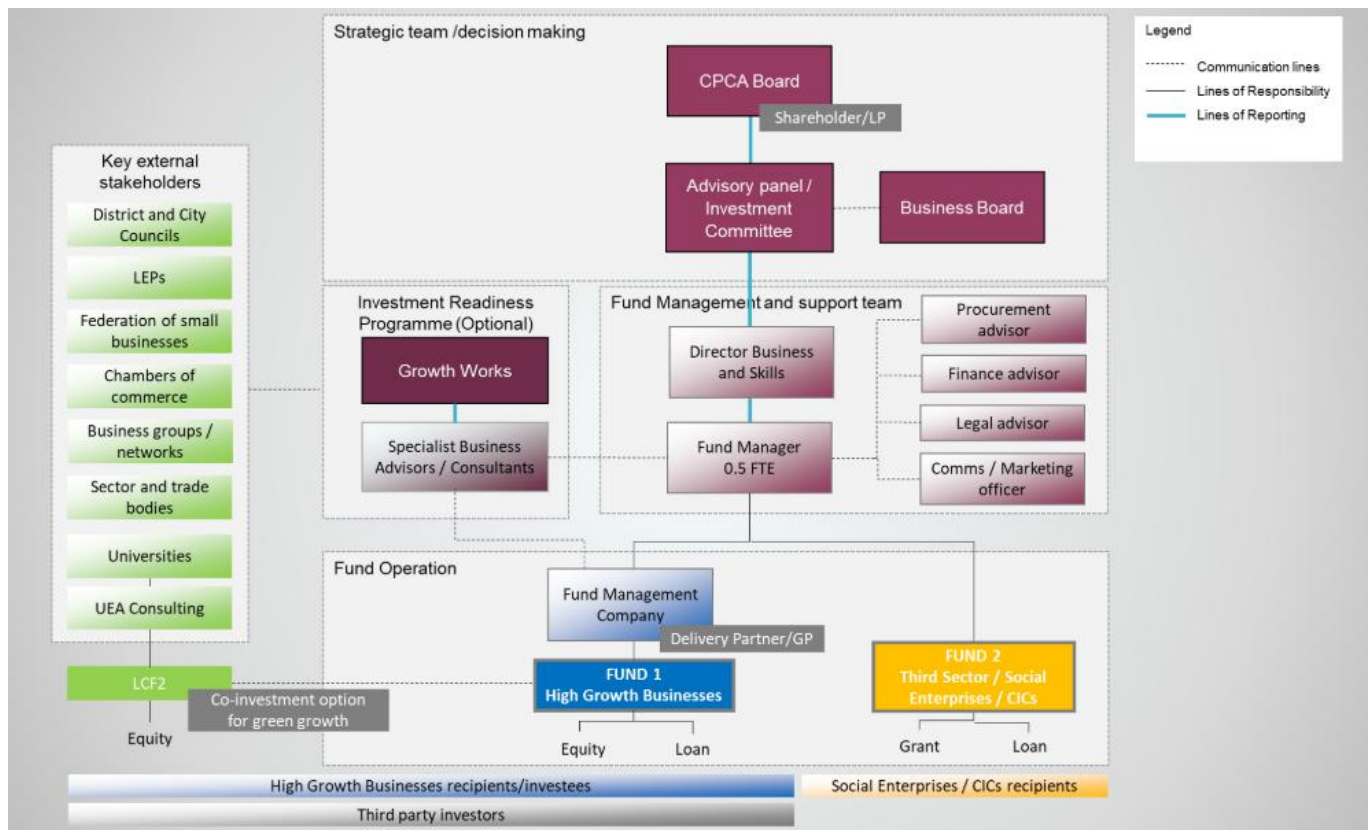 Strategic team /decision making
CPCA Board
Shareholder/LP
Advisory panel /
Investment
Committee
Business Board
Legend
Communication lines
Lines of Responsibility
Lines of Reporting
Key external
stakeholders
District and City
Councils
LEPs
Federation of small
businesses
Chambers of
commerce
Business groups /
networks
Sector and trade
bodies
Universities
UEA Consulting
LCF2
Co-investment option
for green growth
Equity
Investment Readiness
Programme (Optional)
Growth Works
Specialist Business
Advisors / Consultants
Fund Management and support team
Director Business
and Skills
Fund Manager
0.5 FTE
Procurement
advisor
Finance advisor
Legal advisor
Comms / Marketing
officer
Fund Operation
Fund Management
Company
Delivery Partner/GP
FUND 1
High Growth Businesses
Equity
Loan
FUND 2
Third Sector / Social
Enterprises / CICs
Grant
Loan
High Growth Businesses recipients/investees
Social Enterprises / CICs recipients
Third party investors